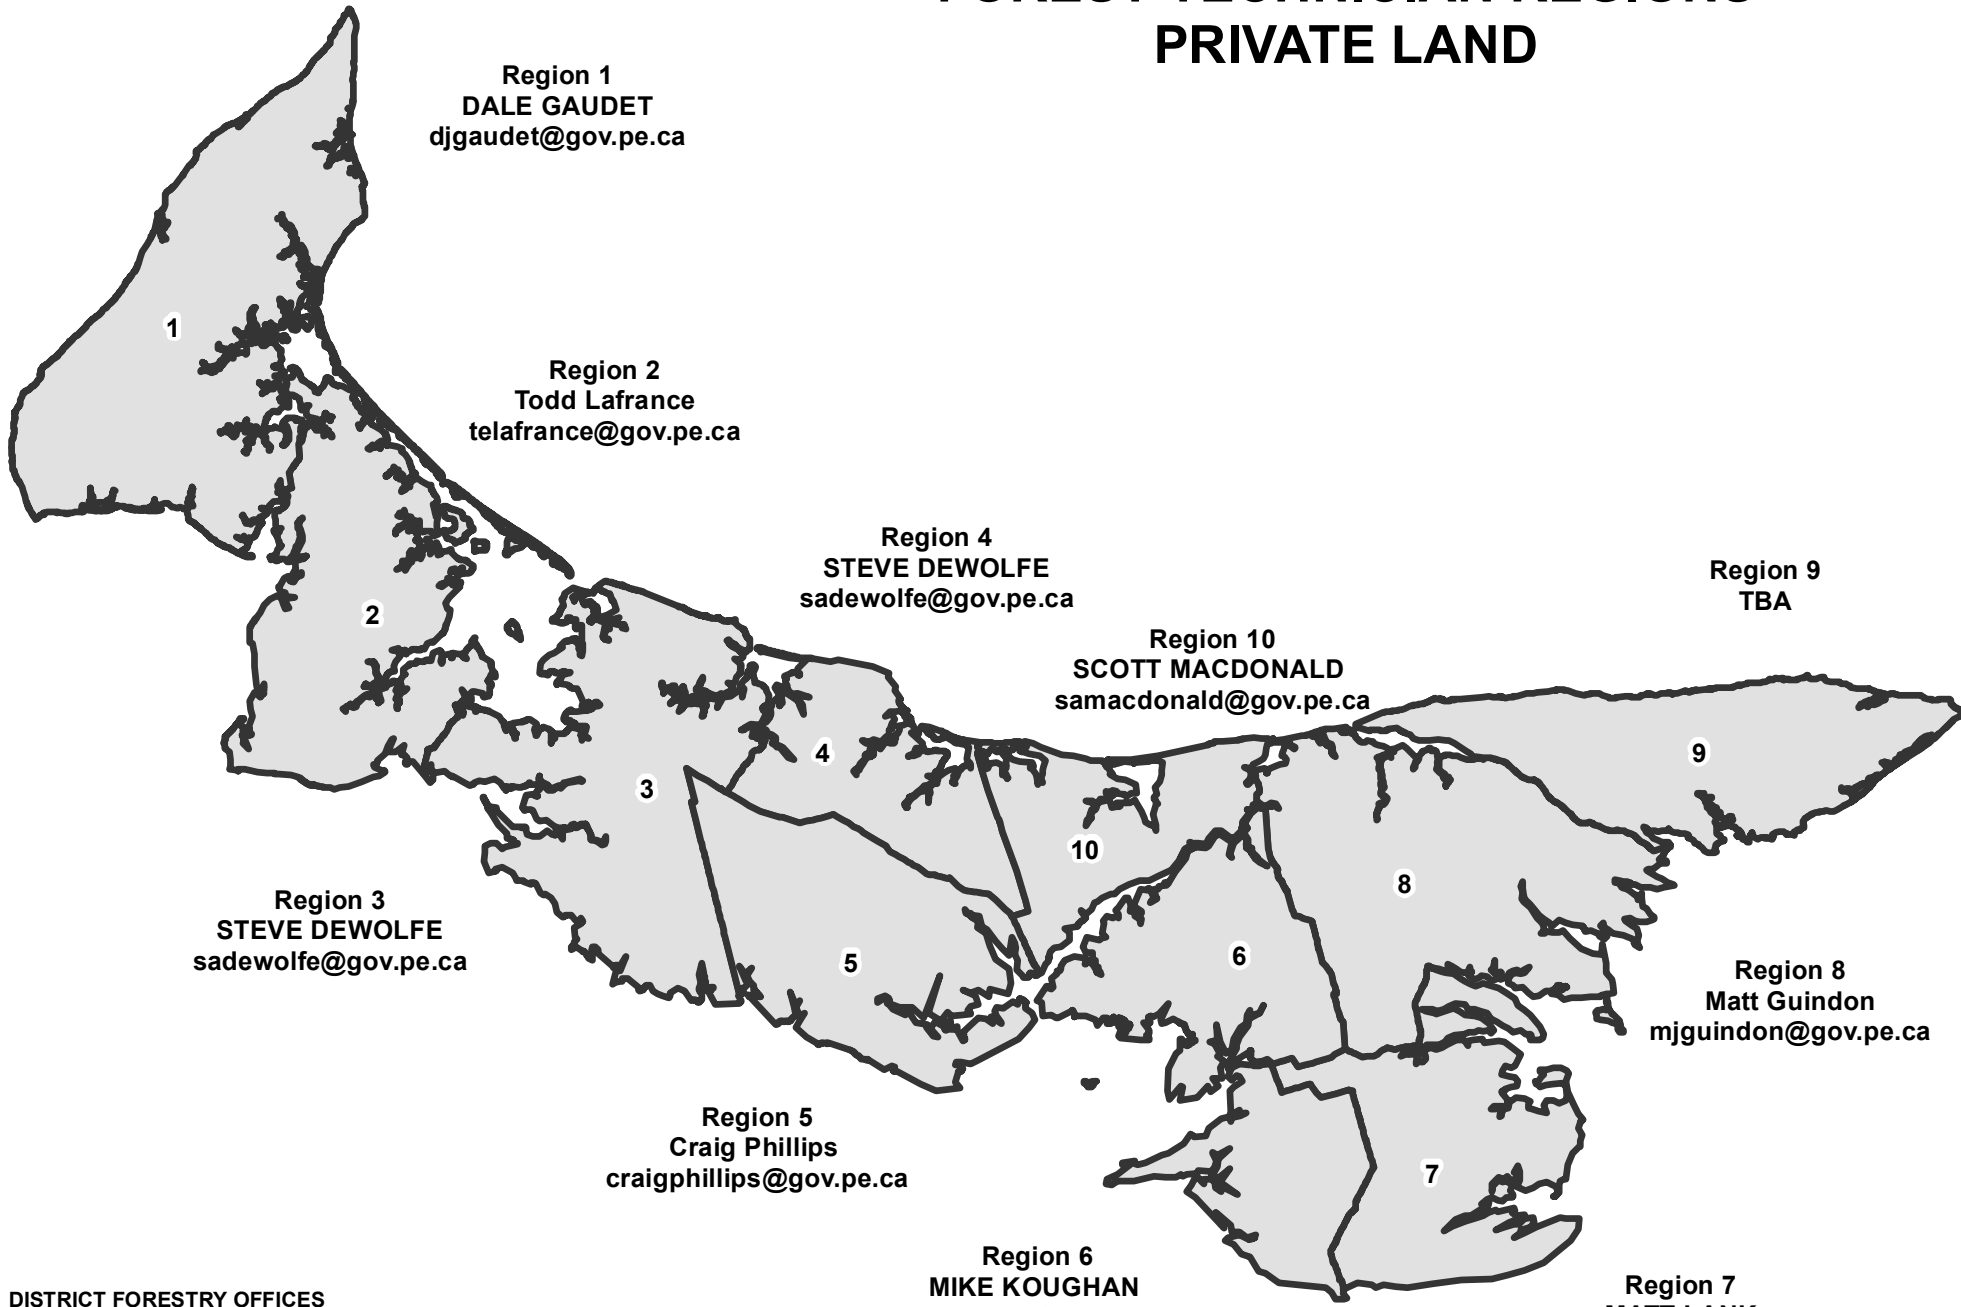 FOREST TECHNICIAN REGIONS
PRIVATE LAND
Region 1
DALE GAUDET
djgaudet@gov.pe.ca
Region 2
Todd Lafrance
telafrance@gov.pe.ca
Region 4
STEVE DEWOLFE
sadewolfe@gov.pe.ca
Region 9
TBA
Region 10
SCOTT MACDONALD
samacdonald@gov.pe.ca
1
2
3
4
5
6
7
8
9
10
Region 3
STEVE DEWOLFE
sadewolfe@gov.pe.ca
Region 8
Matt Guindon
mjguindon@gov.pe.ca
Region 5
Craig Phillips
craigphillips@gov.pe.ca
Region 6
MIKE KOUGHAN
Region 7
DISTRICT FORESTRY OFFICES